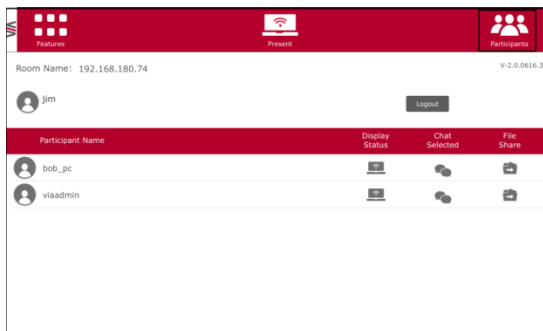 Features Present Participants
Room Name: 192.168.180.74 V-2.0.0616.3
jim Logout
Participant Name Display Status Chat Selected File Share
bob_pc
viaadmin